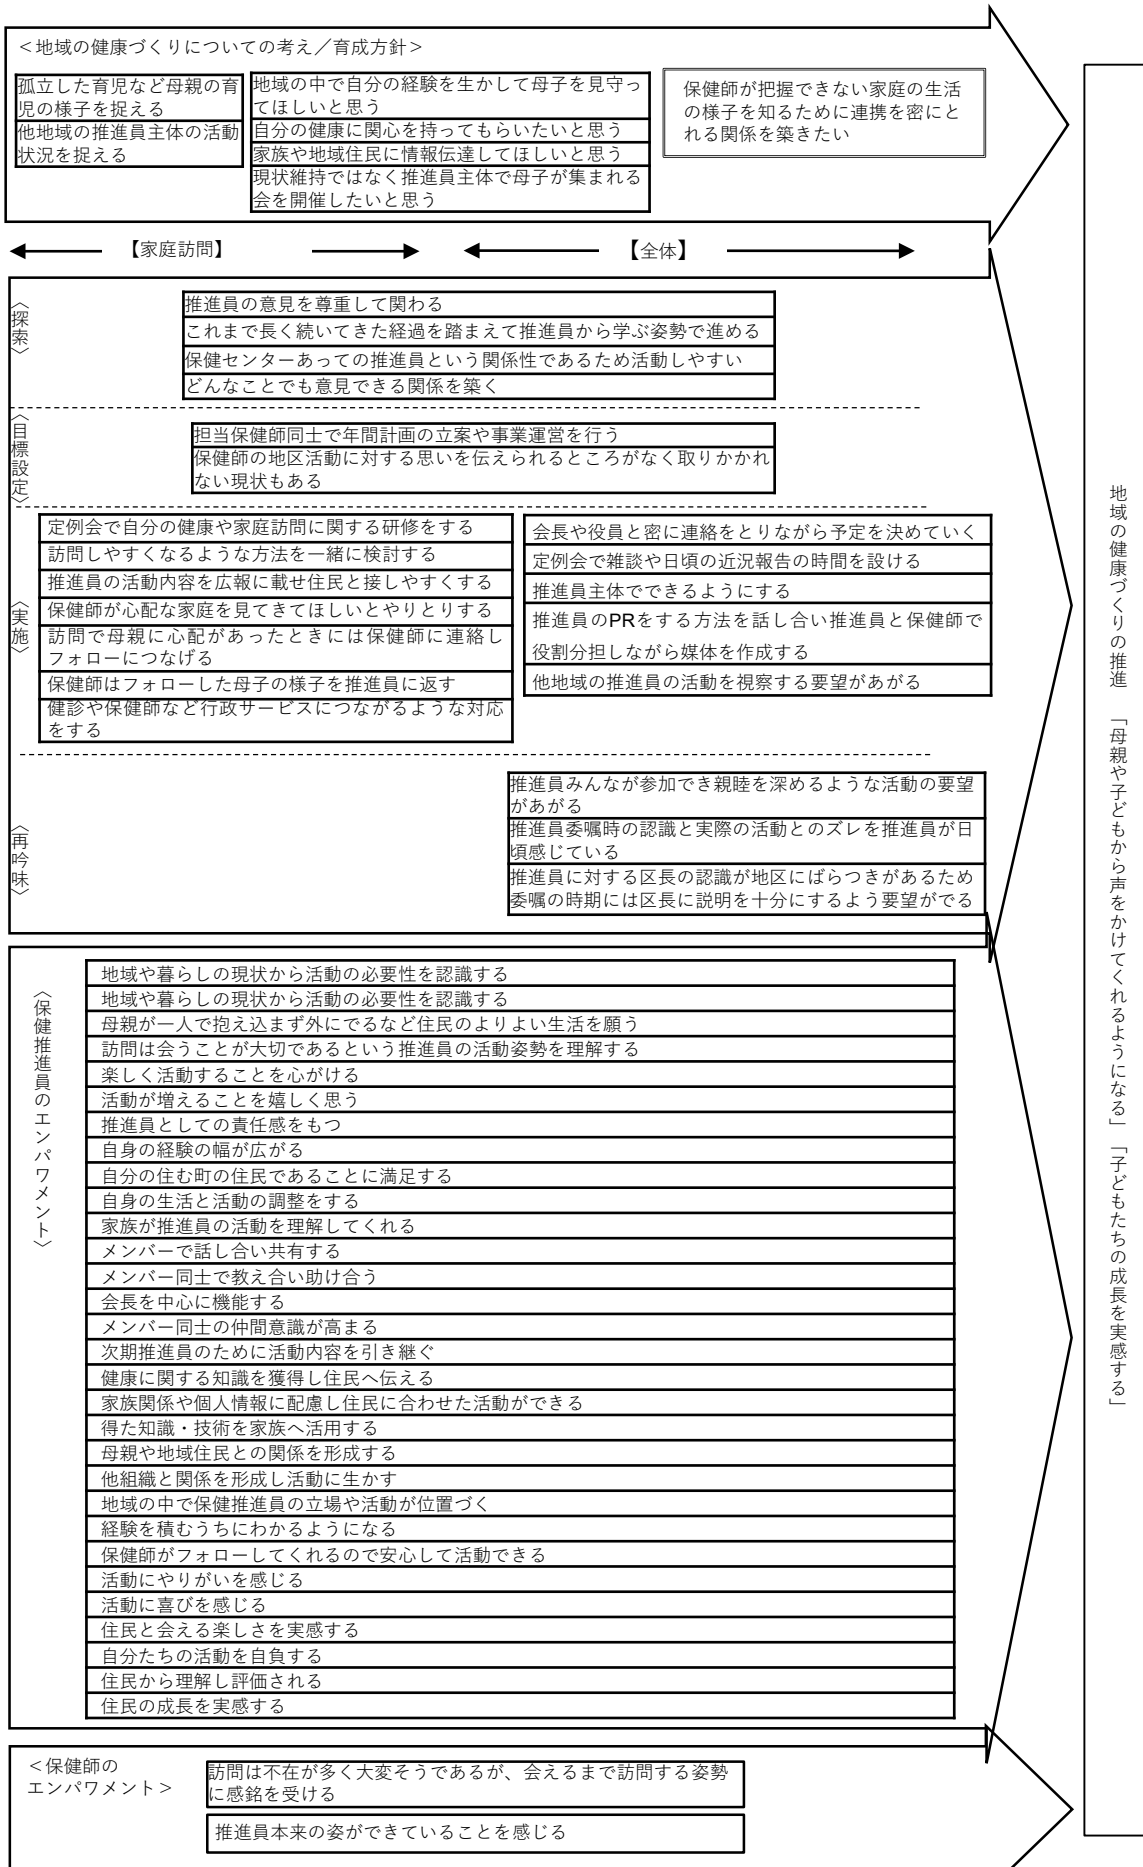 ＜地域の健康づくりについての考え／育成方針＞
孤立した育児など母親の育
児の様子を捉える
他地域の推進員主体の活動
状況を捉える
地域の中で自分の経験を生かして母子を見守っ
てほしいと思う
自分の健康に関心を持ってもらいたいと思う
家族や地域住民に情報伝達してほしいと思う
現状維持ではなく推進員主体で母子が集まれる
会を開催したいと思う
保健師が把握できない家庭の生活
の様子を知るために連携を密にと
れる関係を築きたい
【家庭訪問】
【全体】
〈探索〉
推進員の意見を尊重して関わる
これまで長く続いてきた経過を踏まえて推進員から学ぶ姿勢で進める
保健センターあっての推進員という関係性であるため活動しやすい
どんなことでも意見できる関係を築く
〈目標設定〉
担当保健師同士で年間計画の立案や事業運営を行う
保健師の地区活動に対する思いを伝えられるところがなく取りかかれ
ない現状もある
〈実施〉
定例会で自分の健康や家庭訪問に関する研修をする
訪問しやすくなるような方法を一緒に検討する
推進員の活動内容を広報に載せ住民と接しやすくする
保健師が心配な家庭を見てきてほしいとやりとりする
訪問で母親に心配があったときには保健師に連絡し
フォローにつなげる
保健師はフォローした母子の様子を推進員に返す
健診や保健師など行政サービスにつながるような対応
をする
会長や役員と密に連絡をとりながら予定を決めていく
定例会で雑談や日頃の近況報告の時間を設ける
推進員主体でできるようにする
推進員のPRをする方法を話し合い推進員と保健師で
役割分担しながら媒体を作成する
他地域の推進員の活動を視察する要望があがる
〈再吟味〉
推進員みんなが参加でき親睦を深めるような活動の要望
があがる
推進員委嘱時の認識と実際の活動とのズレを推進員が日
頃感じている
推進員に対する区長の認識が地区にばらつきがあるため
委嘱の時期には区長に説明を十分にするよう要望がでる
〈保健推進員のエンパワメント〉
地域や暮らしの現状から活動の必要性を認識する
地域や暮らしの現状から活動の必要性を認識する
母親が一人で抱え込まず外にでるなど住民のよりよい生活を願う
訪問は会うことが大切であるという推進員の活動姿勢を理解する
楽しく活動することを心がける
活動が増えることを嬉しく思う
推進員としての責任感をもつ
自身の経験の幅が広がる
自分の住む町の住民であることに満足する
自身の生活と活動の調整をする
家族が推進員の活動を理解してくれる
メンバーで話し合い共有する
メンバー同士で教え合い助け合う
会長を中心に機能する
メンバー同士の仲間意識が高まる
次期推進員のために活動内容を引き継ぐ
健康に関する知識を獲得し住民へ伝える
家族関係や個人情報に配慮し住民に合わせた活動ができる
得た知識・技術を家族へ活用する
母親や地域住民との関係を形成する
他組織と関係を形成し活動に生かす
地域の中で保健推進員の立場や活動が位置づく
経験を積むうちにわかるようになる
保健師がフォローしてくれるので安心して活動できる
活動にやりがいを感じる
活動に喜びを感じる
住民と会える楽しさを実感する
自分たちの活動を自負する
住民から理解し評価される
住民の成長を実感する
＜保健師の
エンパワメント＞
訪問は不在が多く大変そうであるが、会えるまで訪問する姿勢
に感銘を受ける
推進員本来の姿ができていることを感じる
地域の健康づくりの推進　「母親や子どもから声をかけてくれるようになる」「子どもたちの成長を実感する」